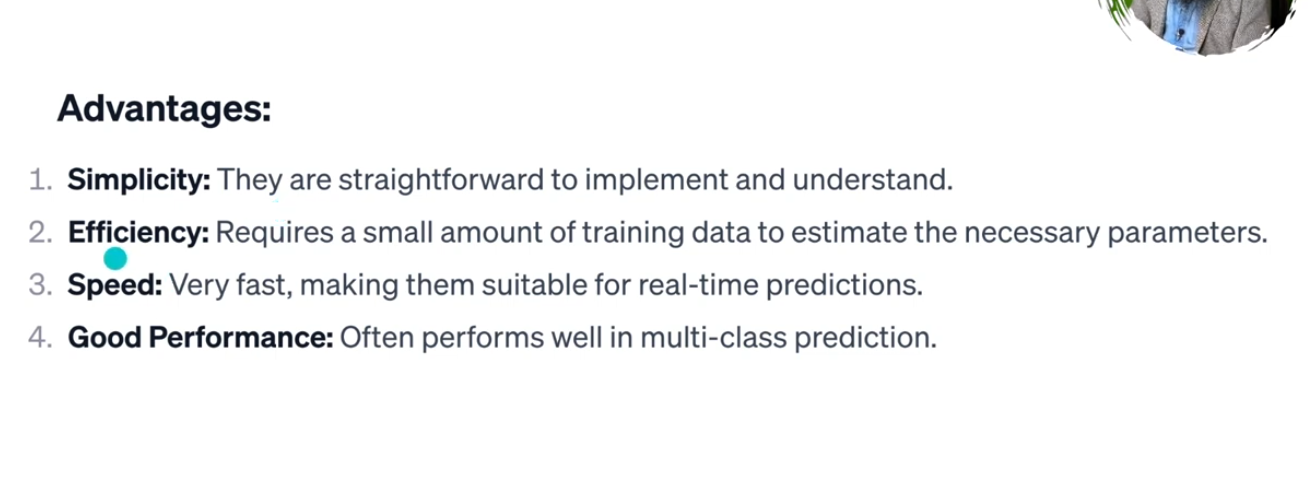 Advantages:
1. Simplicity: They are straightforward to implement and understand.
2. Efficiency: Requires a small amount of training data to estimate the necessary parameters.
3. Speed: Very fast, making them suitable for real-time predictions.
4. Good Performance: Often performs well in multi-class prediction.